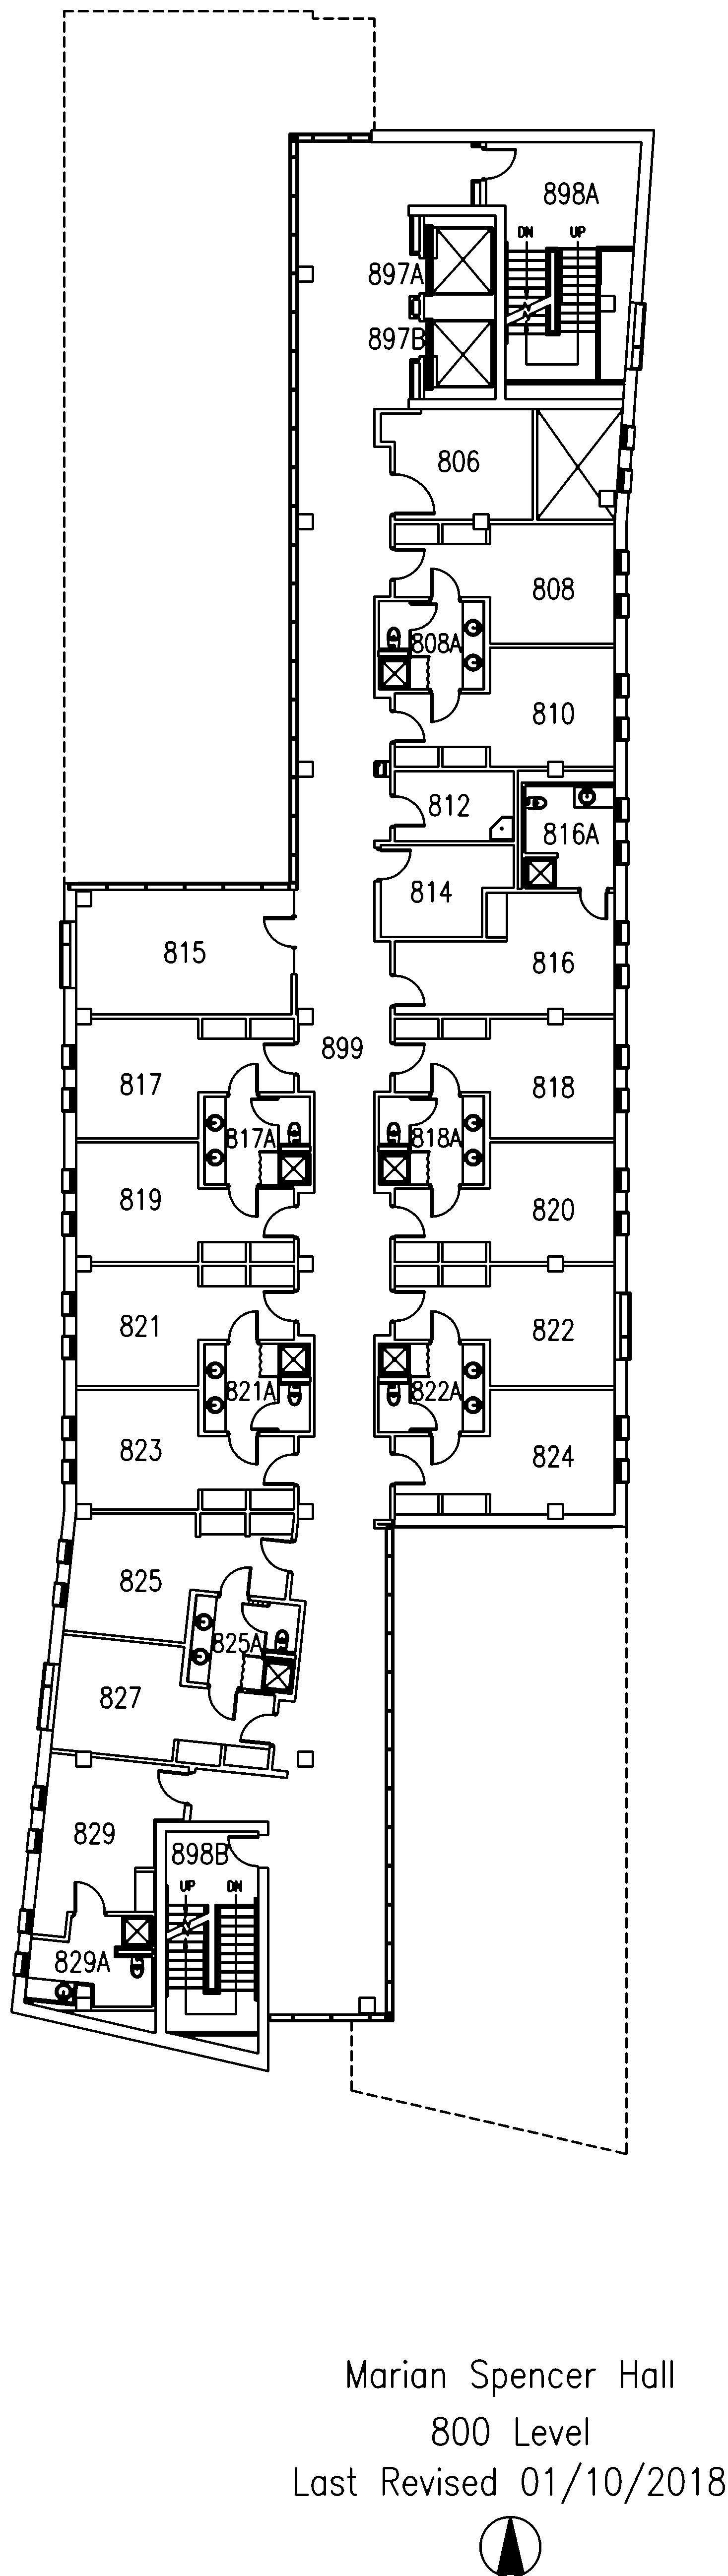 898A
DN UP
897A
897B
806
808
808A
810
812
816A
814
815
816
899
817
818
817A
818A
819
820
821
822
821A
822A
823
824
825
825A
827
829
898B
UP DN
829A
Marian Spencer Hall
800 Level
Last Revised 01/10/2018